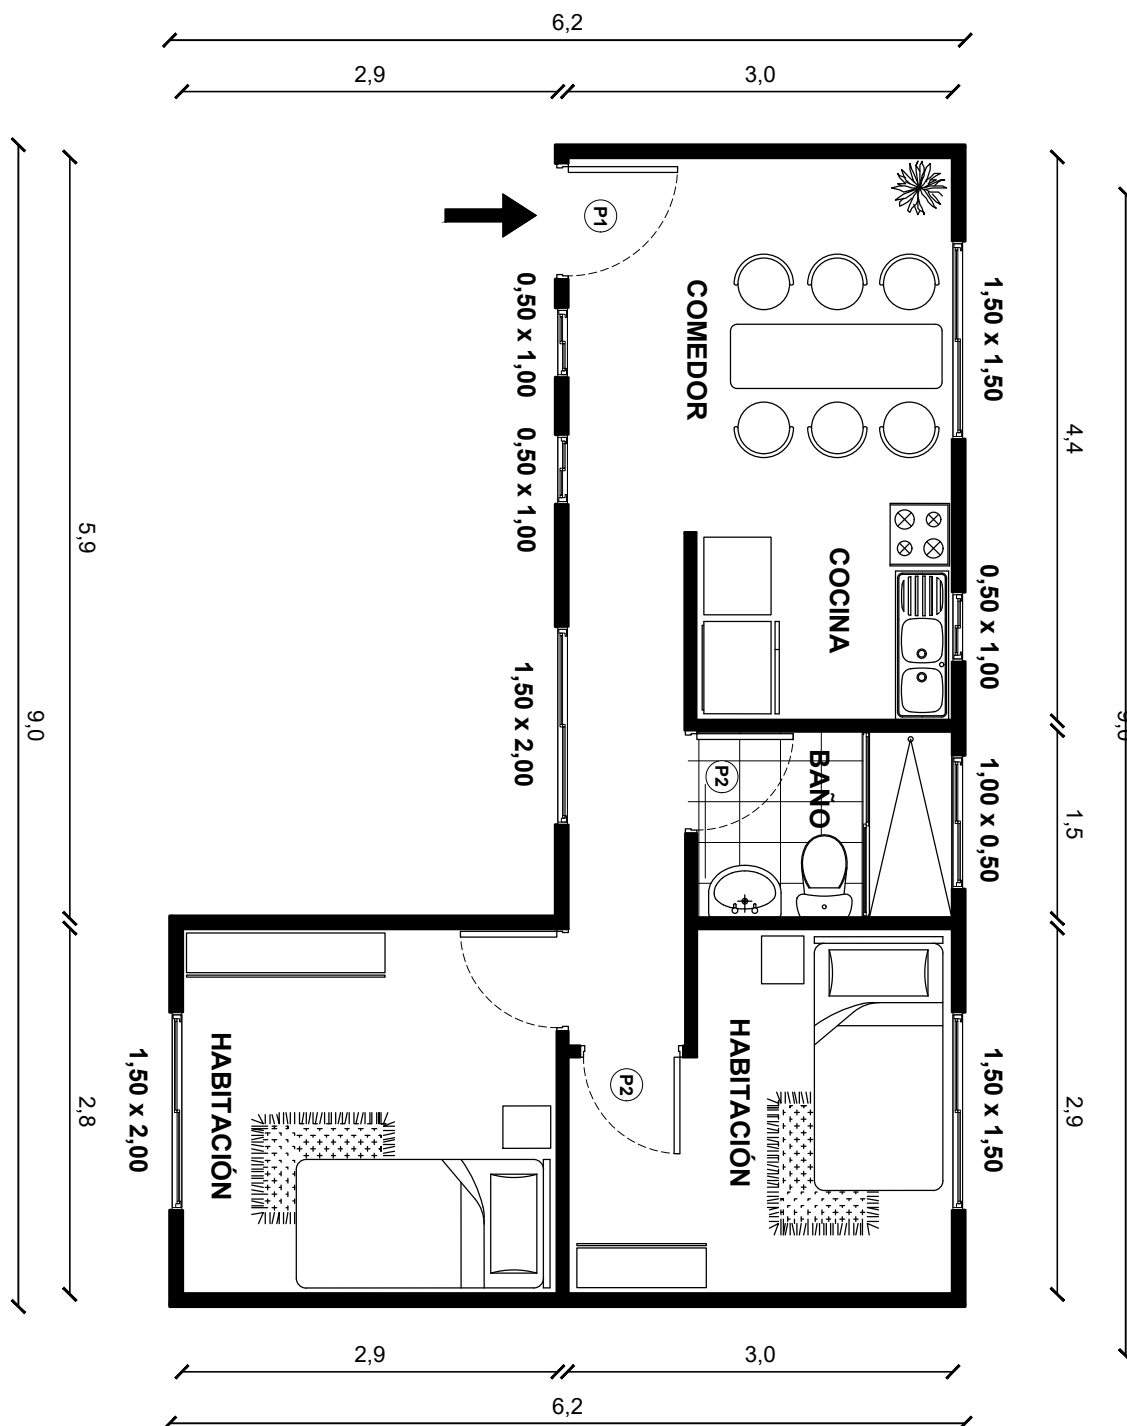 6,2
2,9
3,0
P1
0,50 x 1,00
COMEDOR
1,50 x 1,50
0,50 x 1,00
4,4
5,9
COCINA
0,50 x 1,00
1,50 x 2,00
9,0
9,0
P2
BAÑO
1,00 x 0,50
1,5
HABITACIÓN
1,50 x 2,00
2,8
P2
HABITACIÓN
1,50 x 1,50
2,9
2,9
3,0
6,2